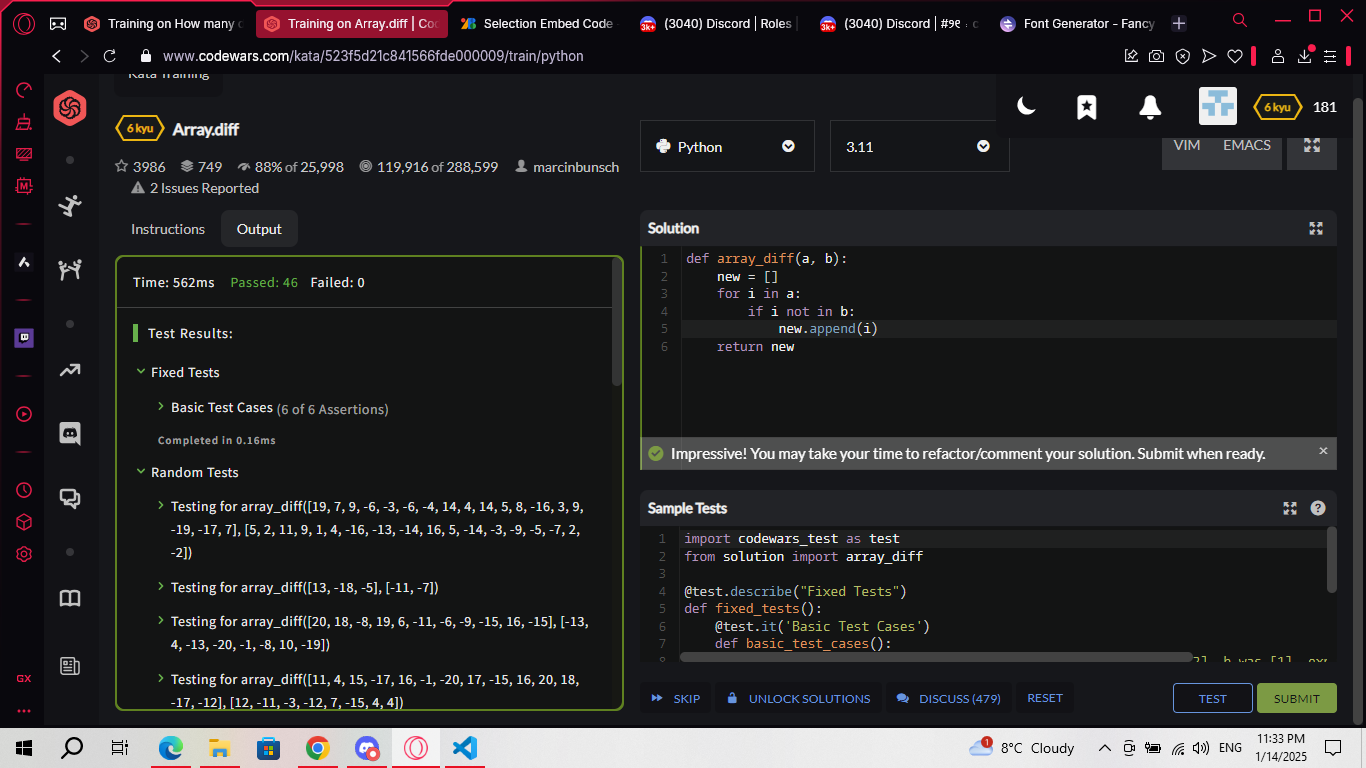 Training on How many c
Training on Array.diff | Co
Selection Embed Code
(3040) Discord | Roles
(3040) Discord | #𝟿𝟼
Font Generator - Fancy
www.codewars.com/kata/523f5d21c841566fde000009/train/python
Kata Training
6 kyu
181
6 kyu Array.diff
3986 749 88% of 25,998 119,916 of 288,599 marcinbunsch
2 Issues Reported
Python
3.11
VIM EMACS
Instructions Output
Time: 562ms Passed: 46 Failed: 0
Test Results:
Fixed Tests
Basic Test Cases (6 of 6 Assertions)
Completed in 0.16ms
Random Tests
Testing for array_diff([19, 7, 9, -6, -3, -6, -4, 14, 4, 14, 5, 8, -16, 3, 9,
-19, -17, 7], [5, 2, 11, 9, 1, 4, -16, -13, -14, 16, 5, -14, -3, -9, -5, -7, 2,
-2])
Testing for array_diff([13, -18, -5], [-11, -7])
Testing for array_diff([20, 18, -8, 19, 6, -11, -6, -9, -15, 16, -15], [-13,
4, -13, -20, -1, -8, 10, -19])
Testing for array_diff([11, 4, 15, -17, 16, -1, -20, 17, -15, 16, 20, 18,
-17, -12], [12, -11, -3, -12, 7, -15, 4, 4])
Solution
1 def array_diff(a, b):
2 new = []
3 for i in a:
4 if i not in b:
5 new.append(i)
6 return new
Impressive! You may take your time to refactor/comment your solution. Submit when ready.
Sample Tests
1 import codewars_test as test
2 from solution import array_diff
3
4 @test.describe("Fixed Tests")
5 def fixed_tests():
6 @test.it('Basic Test Cases')
7 def basic_test_cases():
8
SKIP UNLOCK SOLUTIONS DISCUSS (479) RESET
TEST SUBMIT
GX
1
8°C Cloudy
ENG
11:33 PM
1/14/2025